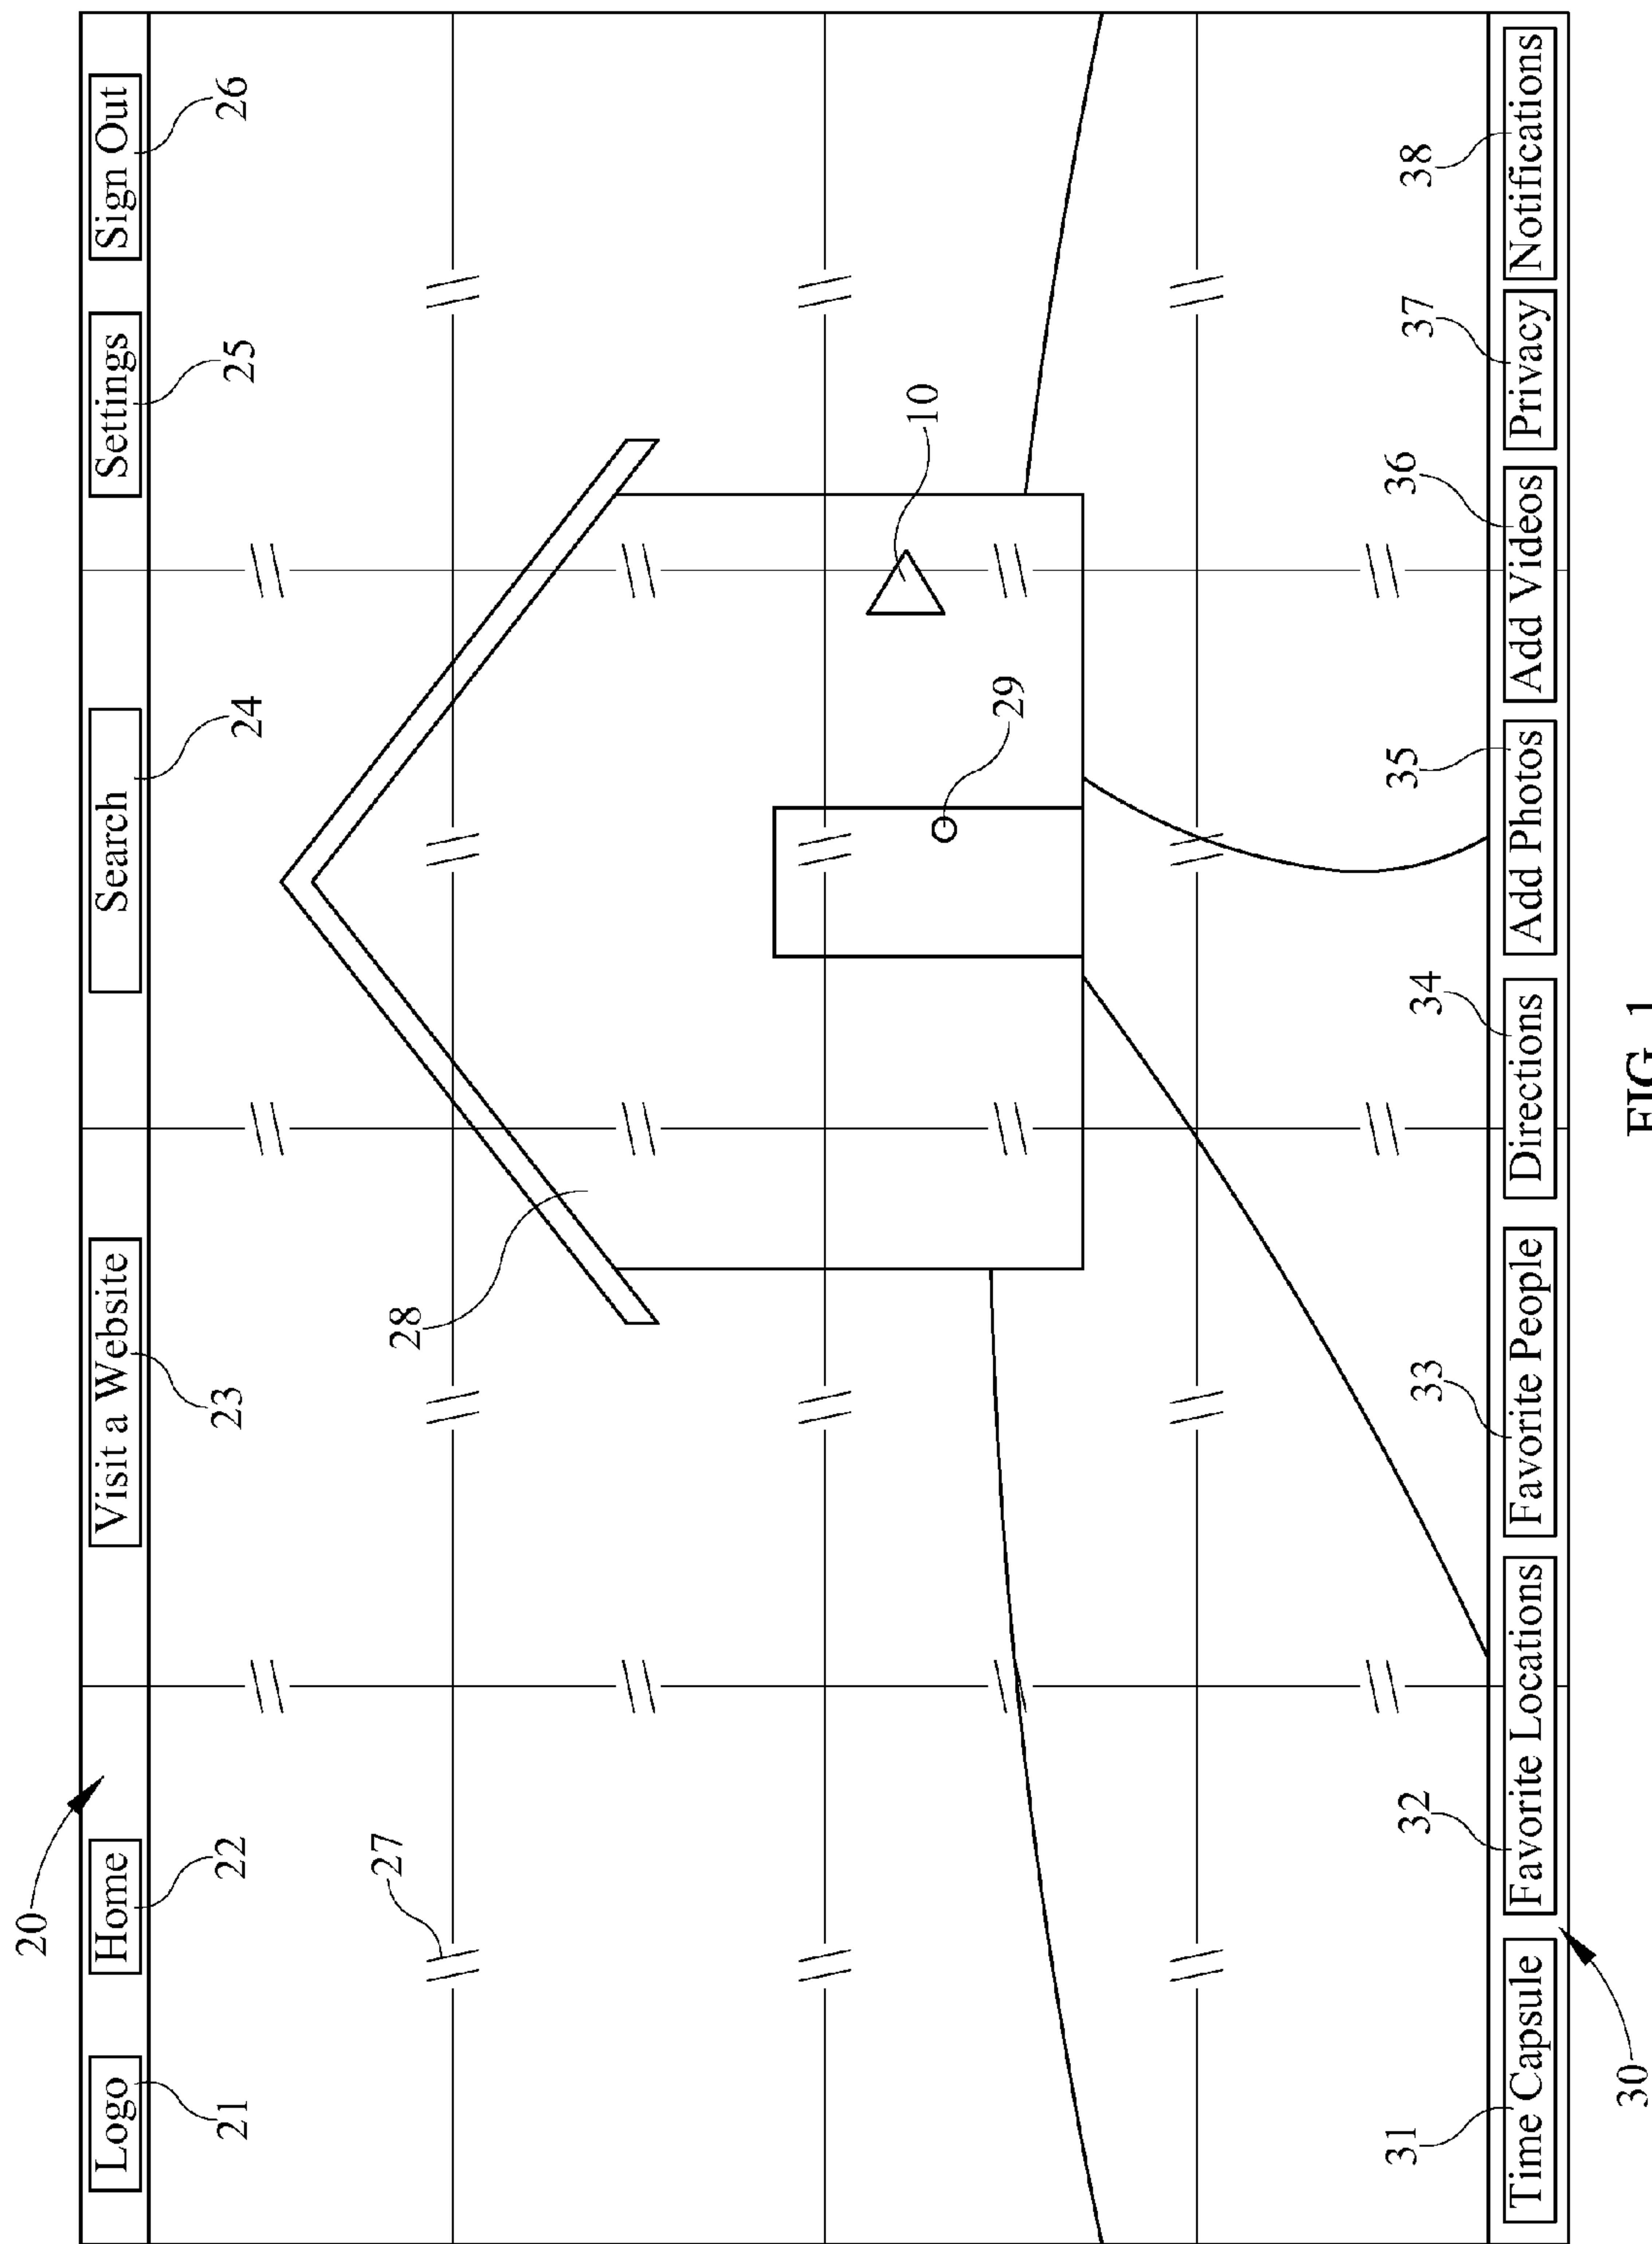 20
Logo
Home
Visit a Website
Search
Settings
Sign Out
21
22
23
24
25
26
27
28
29
10
31
32
33
34
35
36
37
38
Time Capsule
Favorite Locations
Favorite People
Directions
Add Photos
Add Videos
Privacy
Notifications
30
FIG. 1